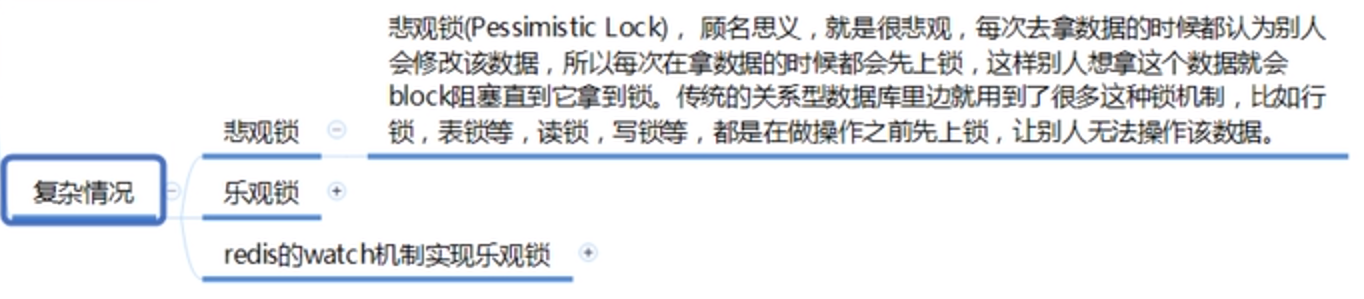 悲观锁(Pessimistic Lock)，顾名思义，就是很悲观，每次去拿数据的时候都认为别人
会修改该数据，所以每次在拿数据的时候都会先上锁，这样别人想拿这个数据就会
block阻塞直到它拿到锁。传统的关系型数据库里边就用到了很多这种锁机制，比如行
锁，表锁等，读锁，写锁等，都是在做操作之前先上锁，让别人无法操作该数据。
悲观锁
复杂情况
乐观锁
redis的watch机制实现乐观锁